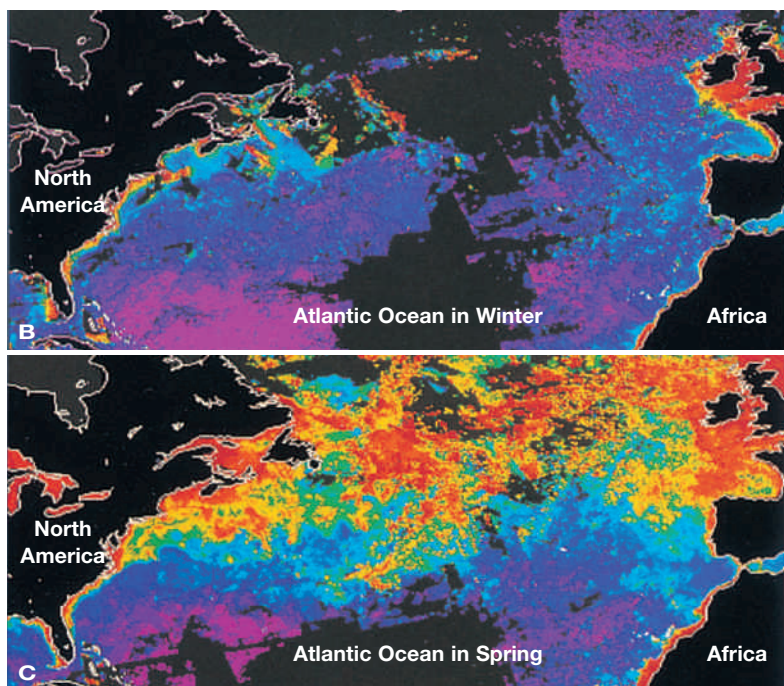 North
America
B
Atlantic Ocean in Winter
Africa
North
America
C
Atlantic Ocean in Spring
Africa